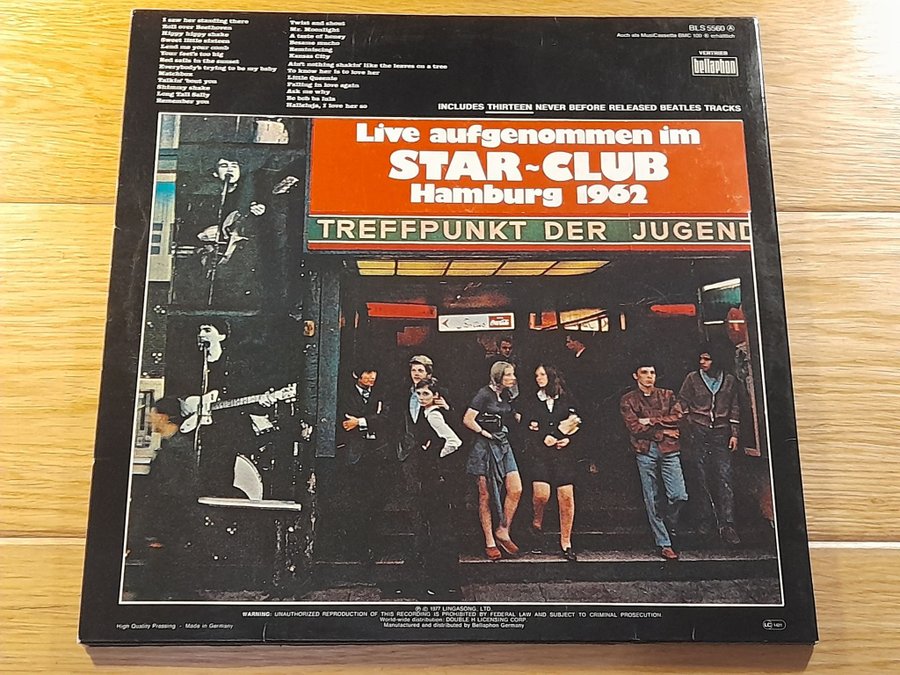 I saw her standing there
Roll over Beethoven
Hippy hippy shake
Sweet little sixteen
Lend me your comb
Your feet's too big
Red sails in the sunset
Everybody's trying to be my baby
Matchbox
Talkin' 'bout you
Shimmy shake
Long Tall Sally
Remember you
Twist and shout
Mr. Moonlight
A taste of honey
Besame mucho
Reminiscing
Kansas City
Ain't nothing shakin' like the leaves on a tree
To know her is to love her
Little Queenie
Falling in love again
Ask me why
Be bob ba lula
Halleluja, I love her so
BLS 5560 Ⓐ
Auch als MusiCassette BMC 100 ® erhältlich
VERTRIEB
bellaphon
INCLUDES THIRTEEN NEVER BEFORE RELEASED BEATLES TRACKS
Live aufgenommen im
STAR~CLUB
Hamburg 1962
TREFFPUNKT DER JUGEND
Ⓟ © 1977 LINGASONG, LTD.
WARNING: UNAUTHORIZED REPRODUCTION OF THIS RECORDING IS PROHIBITED BY FEDERAL LAW AND SUBJECT TO CRIMINAL PROSECUTION
World-wide distribution: DOUBLE H LICENSING CORP.
Manufactured and distributed by Bellaphon Germany
High Quality Pressing - Made in Germany
LC 1421